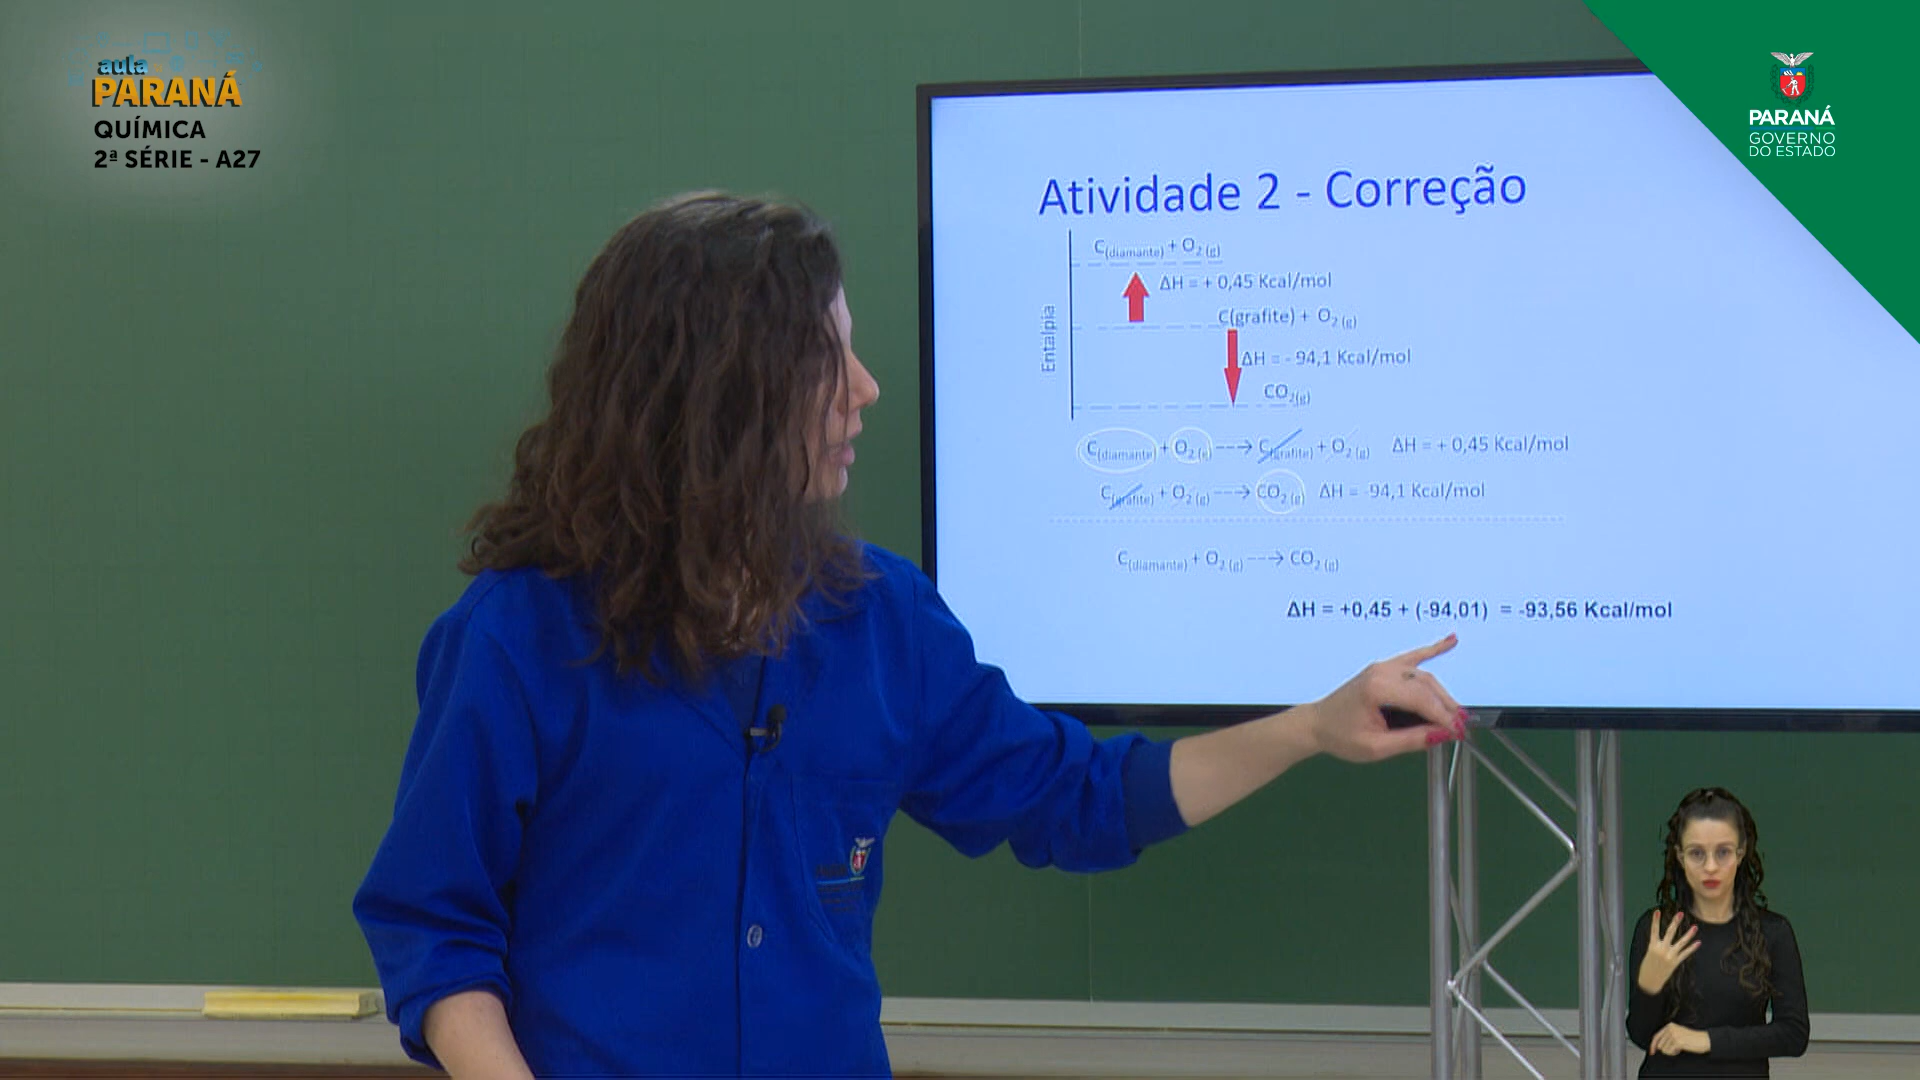 aula
PARANÁ
QUÍMICA
2ª SÉRIE - A27
PARANÁ
GOVERNO
DO ESTADO
Atividade 2 - Correção
Entalpia
C(diamante) + O2 (g)
ΔH = + 0,45 Kcal/mol
C(grafite) + O2 (g)
ΔH = - 94,1 Kcal/mol
CO2(g)
C(diamante) + O2 (g) ---→ C(grafite) + O2 (g) ΔH = + 0,45 Kcal/mol
C(grafite) + O2 (g) ---→ CO2 (g) ΔH = -94,1 Kcal/mol
C(diamante) + O2 (g) ---→ CO2 (g)
ΔH = +0,45 + (-94,01) = -93,56 Kcal/mol